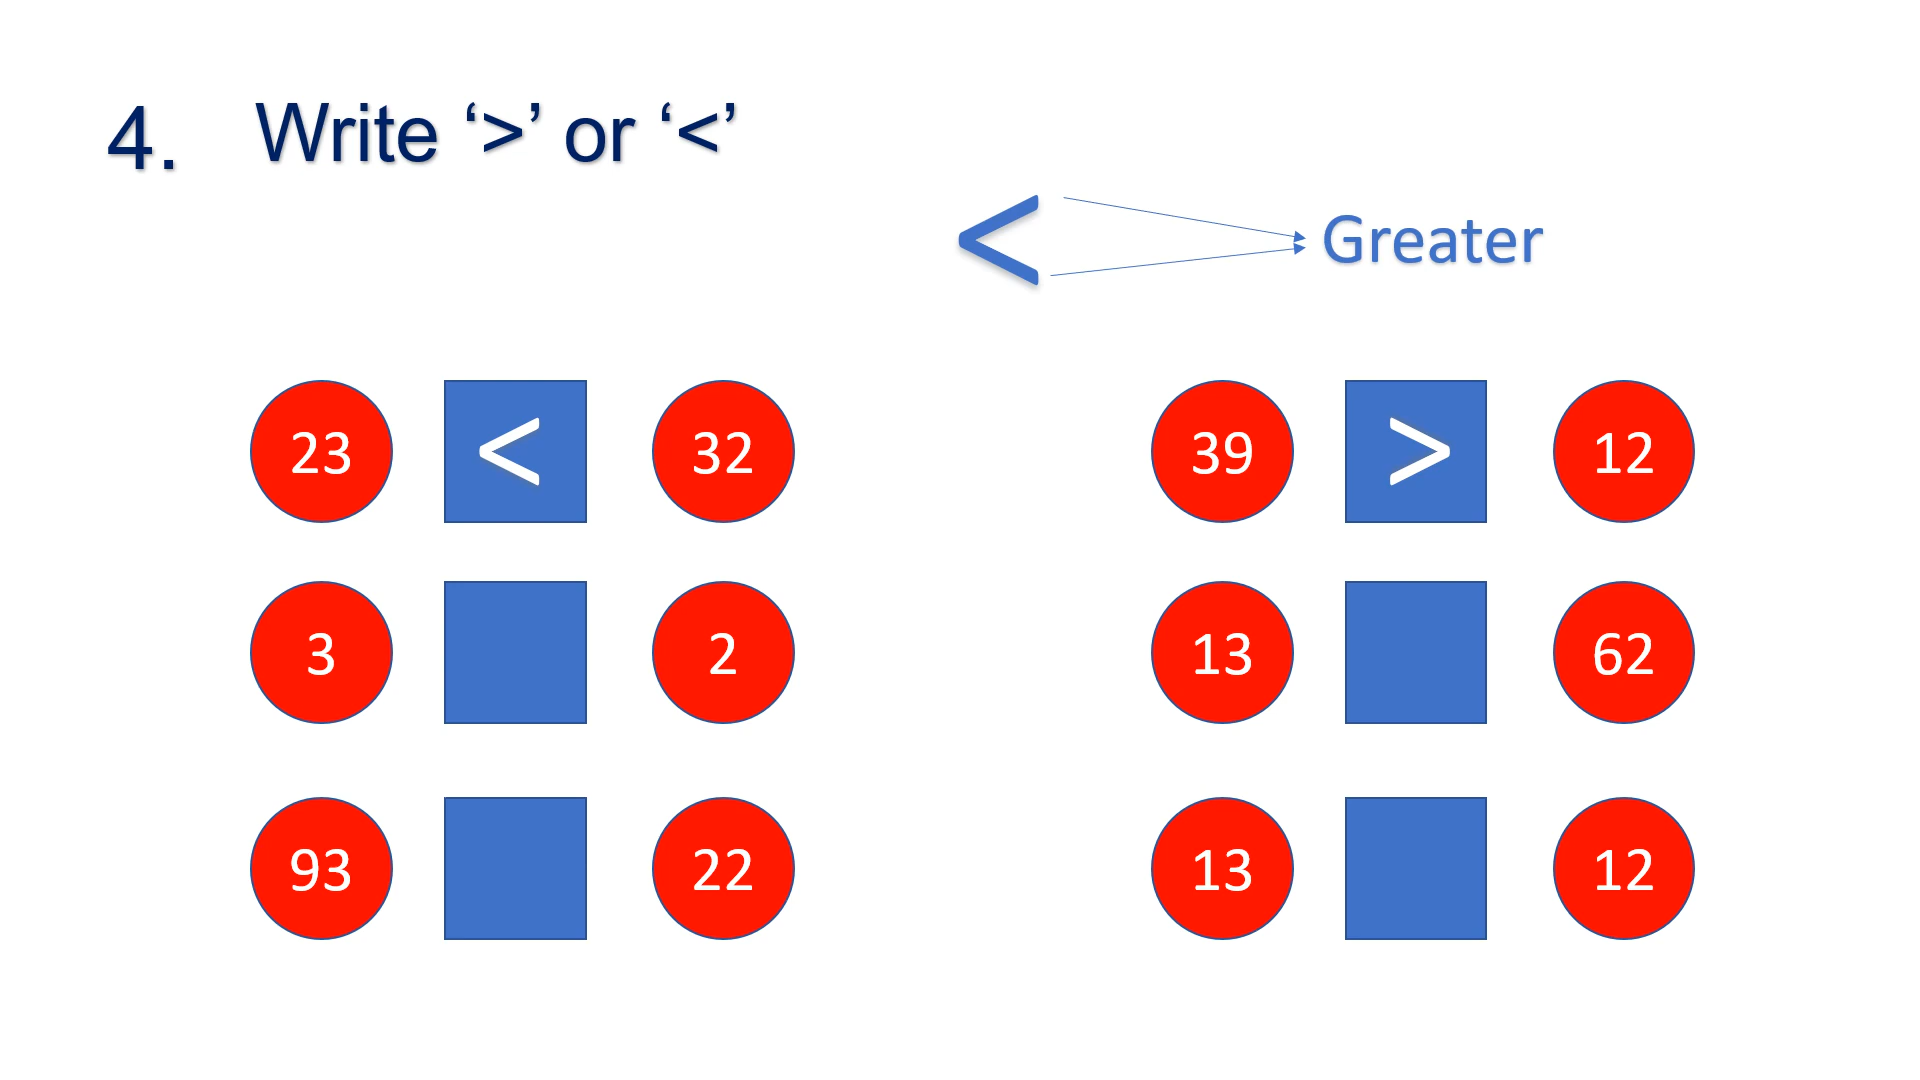 4. Write ‘>’ or ‘<’
< Greater
23 < 32 39 > 12
3 2 13 62
93 22 13 12